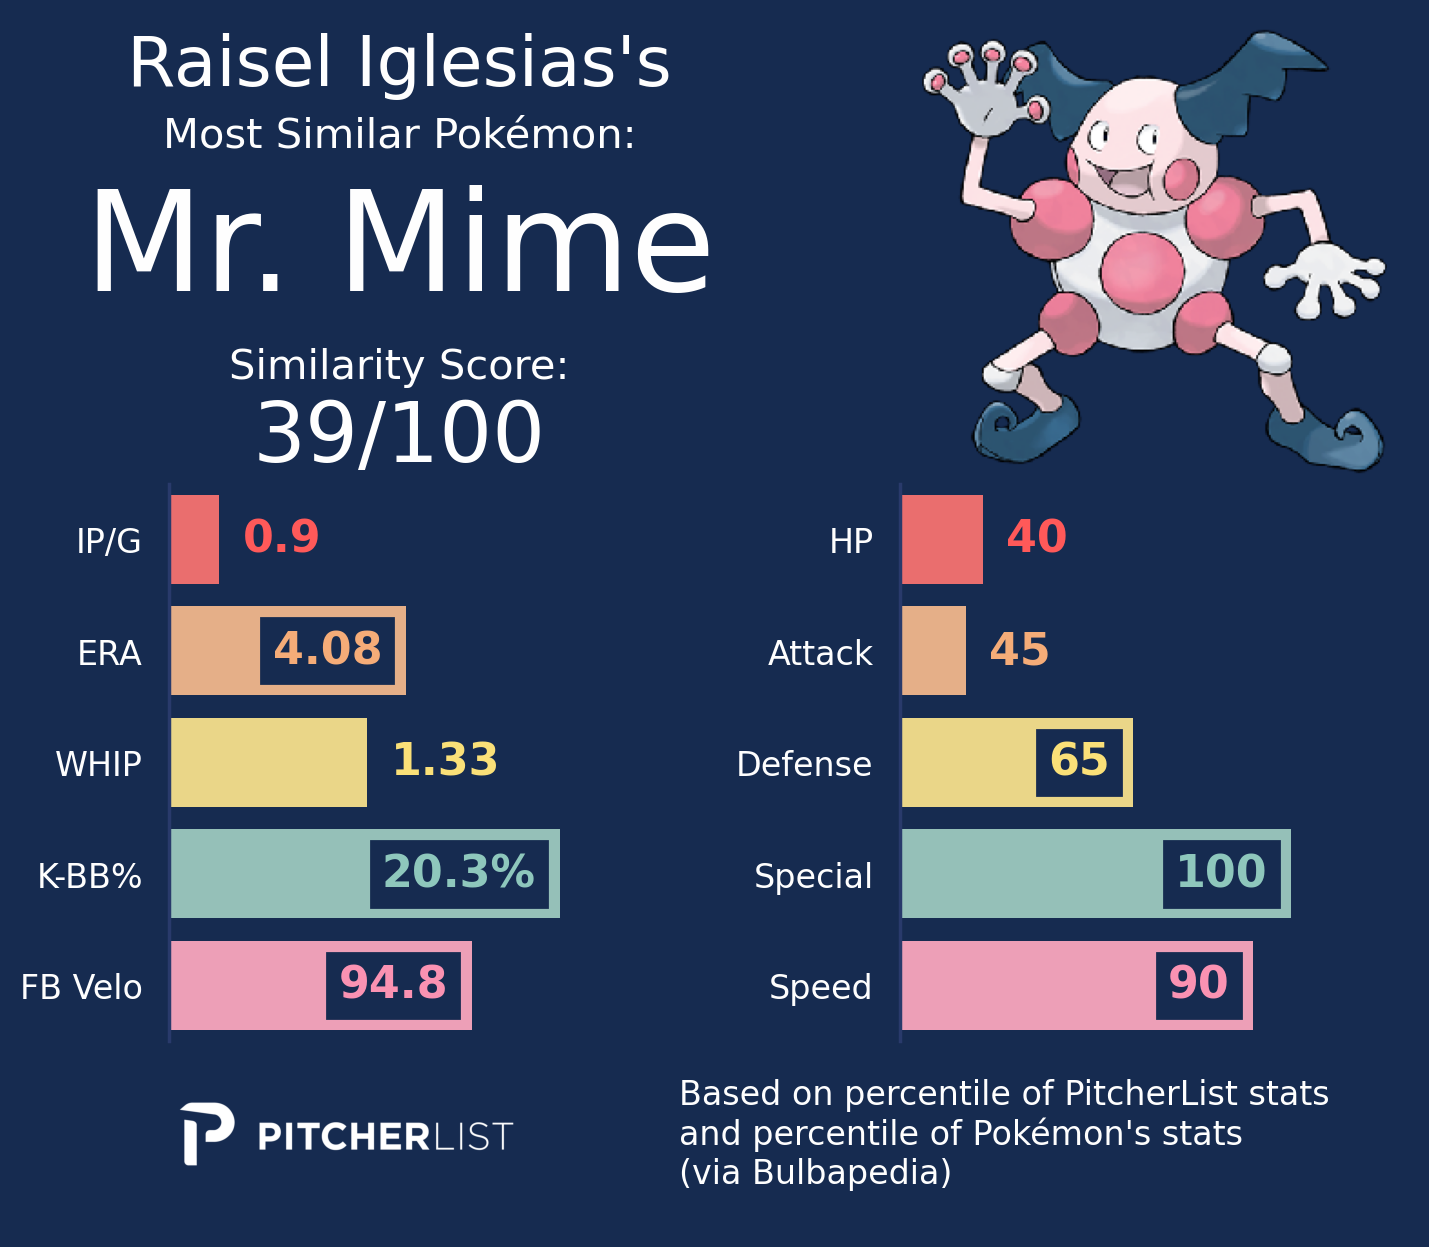 Raisel Iglesias's
Most Similar Pokémon:
Mr. Mime
Similarity Score:
39/100
IP/G 0.9
ERA 4.08
WHIP 1.33
K-BB% 20.3%
FB Velo 94.8
HP 40
Attack 45
Defense 65
Special 100
Speed 90
PITCHERLIST
Based on percentile of PitcherList stats
and percentile of Pokémon's stats
(via Bulbapedia)